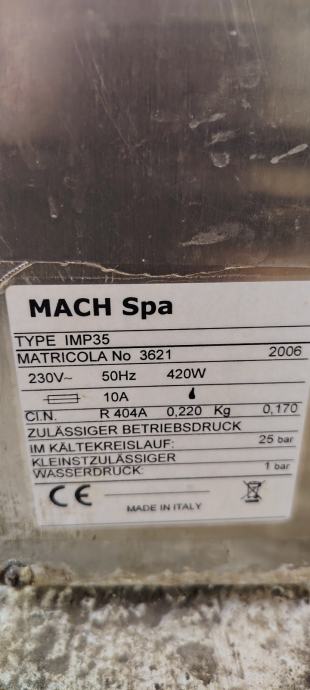 MACH Spa
TYPE IMP35
MATRICOLA No 3621 2006
230V~ 50Hz 420W
10A
CI.N. R 404A 0,220 Kg 0,170
ZULÄSSIGER BETRIEBSDRUCK
IM KÄLTEKREISLAUF: 25 bar
KLEINSTZULÄSSIGER
WASSERDRUCK: 1 bar
CE
MADE IN ITALY